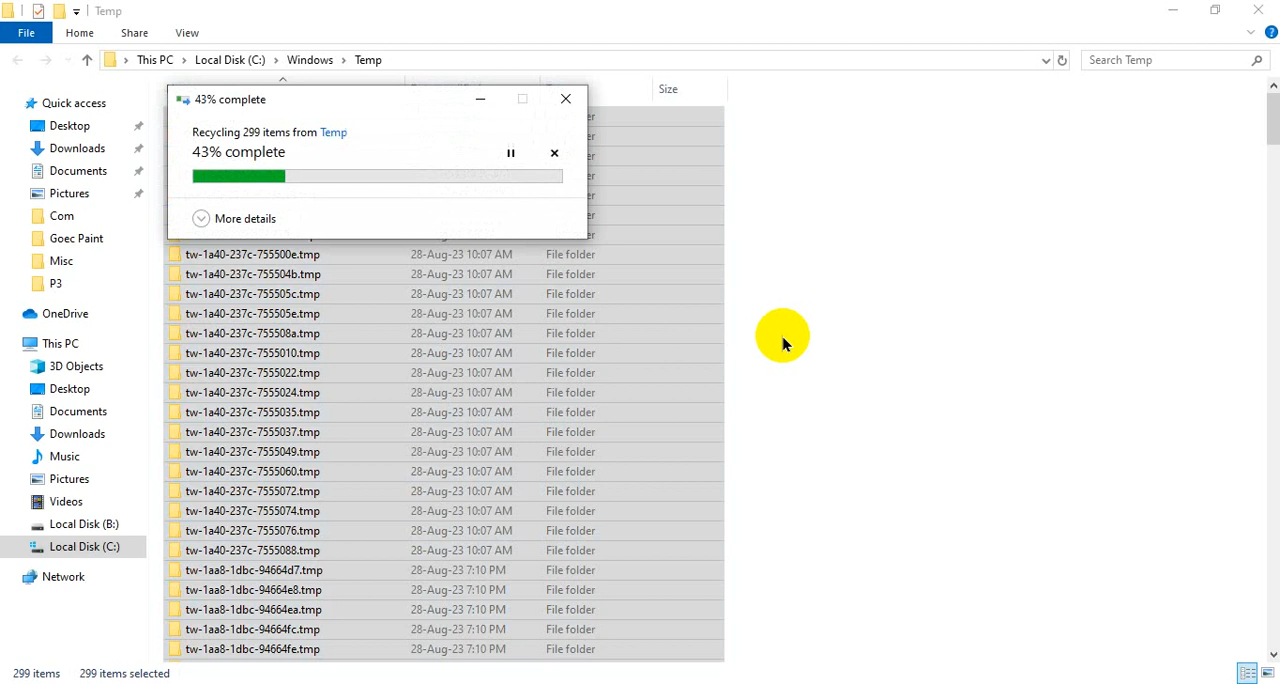 Temp
File Home Share View
This PC Local Disk (C:) Windows Temp Search Temp
Size
43% complete
Recycling 299 items from Temp
43% complete
More details
Quick access
Desktop
Downloads
Documents
Pictures
Com
Goec Paint
Misc
P3
OneDrive
This PC
3D Objects
Desktop
Documents
Downloads
Music
Pictures
Videos
Local Disk (B:)
Local Disk (C:)
Network
tw-1a40-237c-755500e.tmp 28-Aug-23 10:07 AM File folder
tw-1a40-237c-755504b.tmp 28-Aug-23 10:07 AM File folder
tw-1a40-237c-755505c.tmp 28-Aug-23 10:07 AM File folder
tw-1a40-237c-755505e.tmp 28-Aug-23 10:07 AM File folder
tw-1a40-237c-755508a.tmp 28-Aug-23 10:07 AM File folder
tw-1a40-237c-7555010.tmp 28-Aug-23 10:07 AM File folder
tw-1a40-237c-7555022.tmp 28-Aug-23 10:07 AM File folder
tw-1a40-237c-7555024.tmp 28-Aug-23 10:07 AM File folder
tw-1a40-237c-7555035.tmp 28-Aug-23 10:07 AM File folder
tw-1a40-237c-7555037.tmp 28-Aug-23 10:07 AM File folder
tw-1a40-237c-7555049.tmp 28-Aug-23 10:07 AM File folder
tw-1a40-237c-7555060.tmp 28-Aug-23 10:07 AM File folder
tw-1a40-237c-7555072.tmp 28-Aug-23 10:07 AM File folder
tw-1a40-237c-7555074.tmp 28-Aug-23 10:07 AM File folder
tw-1a40-237c-7555076.tmp 28-Aug-23 10:07 AM File folder
tw-1a40-237c-7555088.tmp 28-Aug-23 10:07 AM File folder
tw-1aa8-1dbc-94664d7.tmp 28-Aug-23 7:10 PM File folder
tw-1aa8-1dbc-94664e8.tmp 28-Aug-23 7:10 PM File folder
tw-1aa8-1dbc-94664ea.tmp 28-Aug-23 7:10 PM File folder
tw-1aa8-1dbc-94664fc.tmp 28-Aug-23 7:10 PM File folder
tw-1aa8-1dbc-94664fe.tmp 28-Aug-23 7:10 PM File folder
299 items 299 items selected